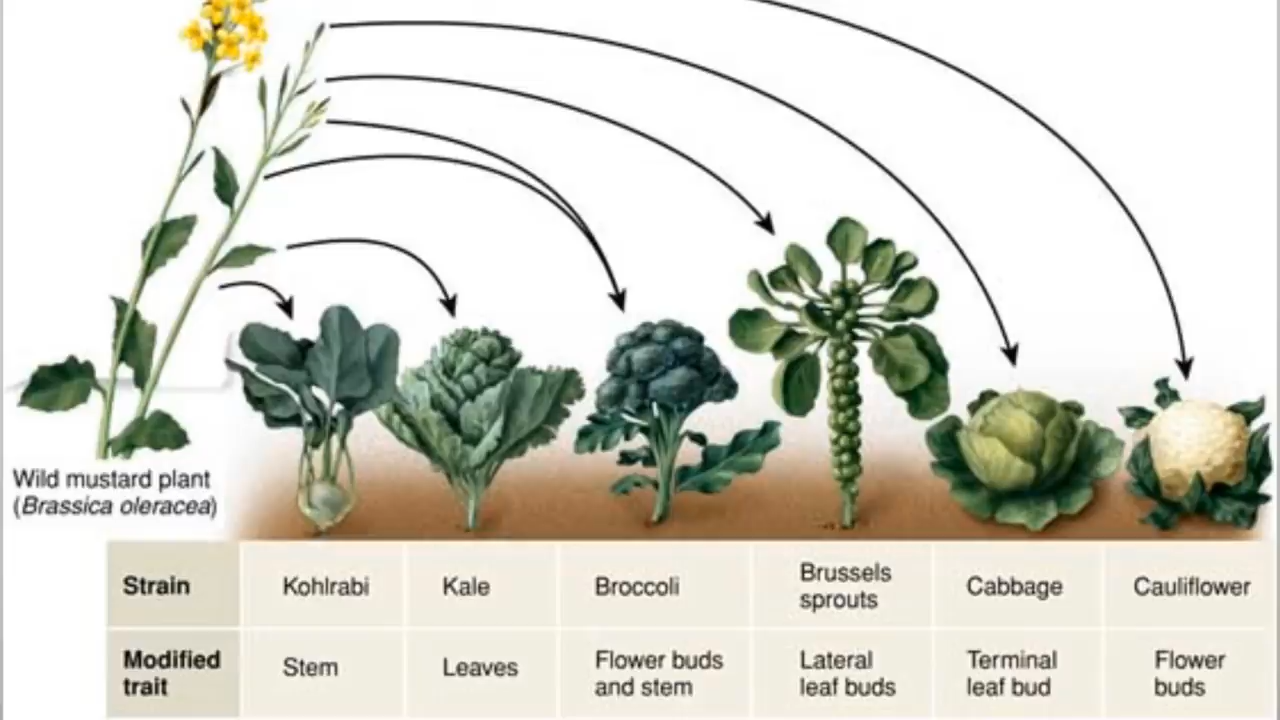 Wild mustard plant
(Brassica oleracea)
Strain
Kohlrabi
Kale
Broccoli
Brussels
sprouts
Cabbage
Cauliflower
Modified
trait
Stem
Leaves
Flower buds
and stem
Lateral
leaf buds
Terminal
leaf bud
Flower
buds